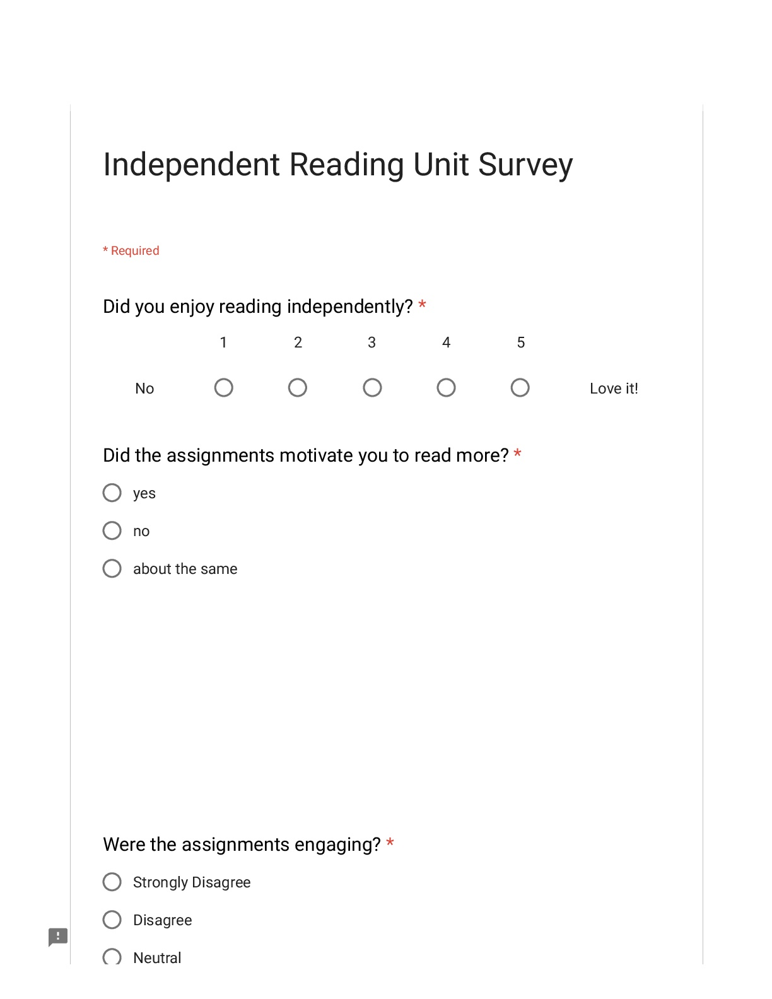 Independent Reading Unit Survey
* Required
Did you enjoy reading independently? *
1 2 3 4 5
No Love it!
Did the assignments motivate you to read more? *
yes
no
about the same
Were the assignments engaging? *
Strongly Disagree
Disagree
Neutral